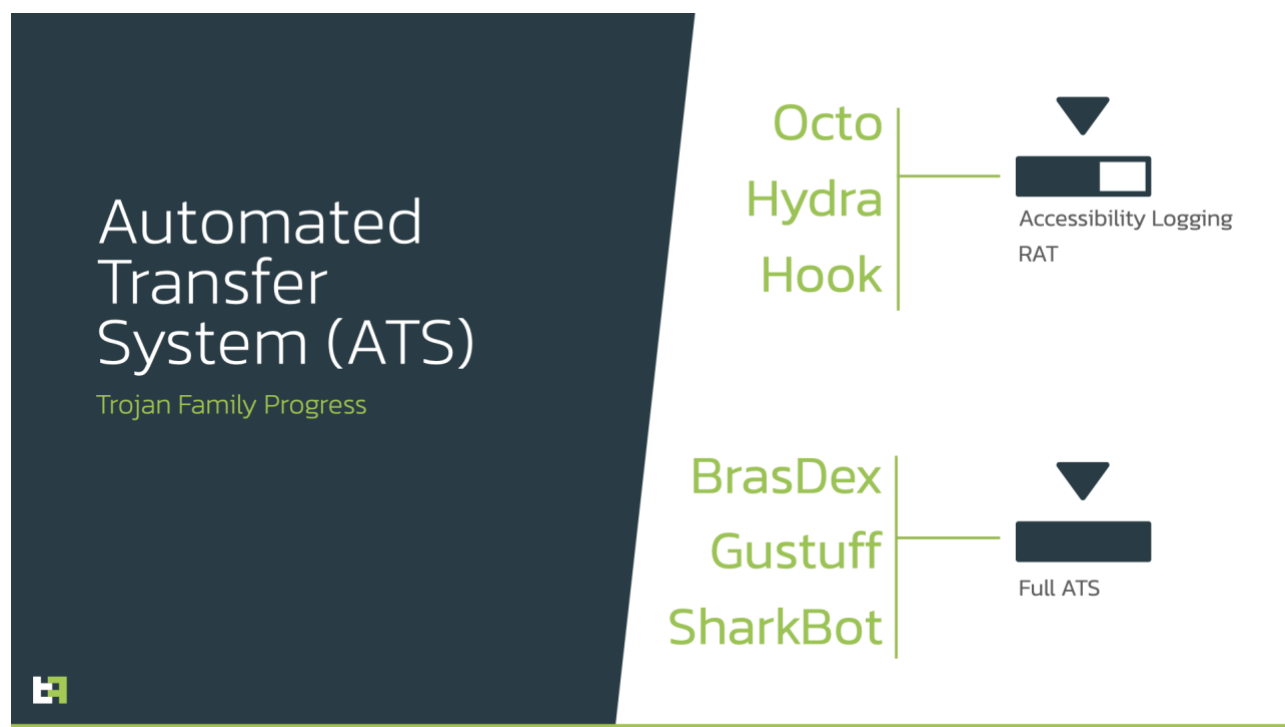 Automated
Transfer
System (ATS)
Trojan Family Progress
Octo
Hydra
Hook
Accessibility Logging
RAT
BrasDex
Gustuff
SharkBot
Full ATS